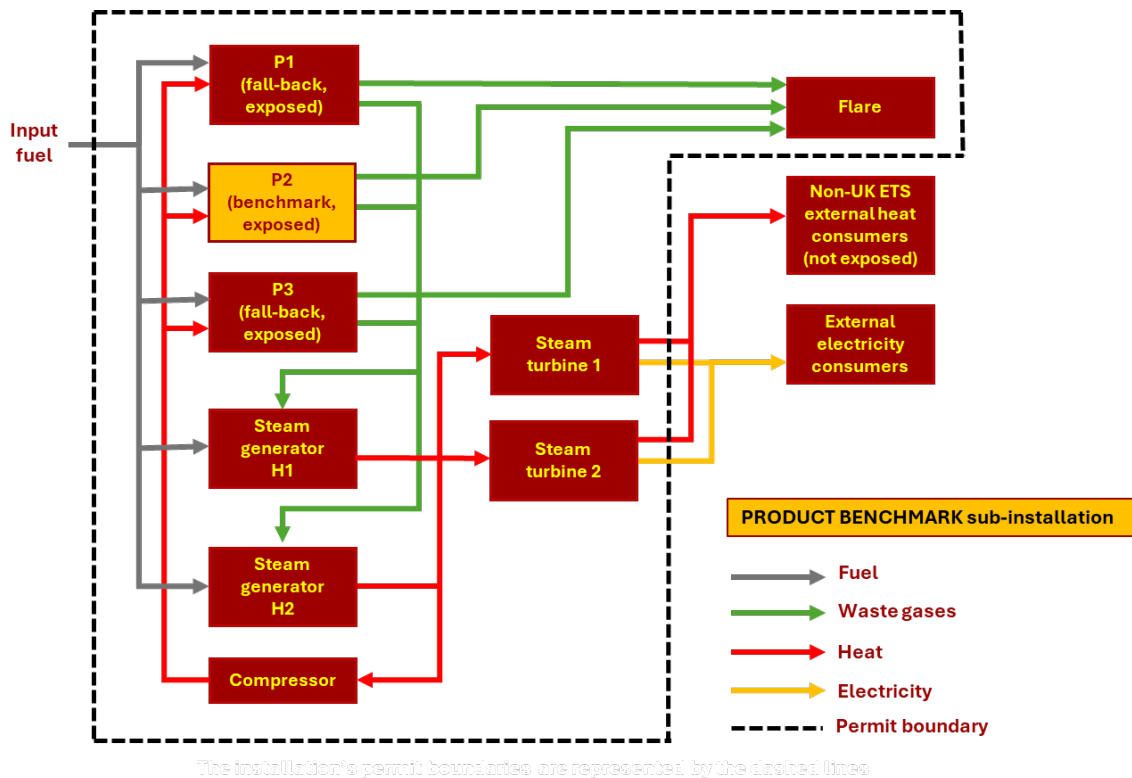 P1
(fall-back,
exposed)
Flare
Input
fuel
P2
(benchmark,
exposed)
Non-UK ETS
external heat
consumers
(not exposed)
P3
(fall-back,
exposed)
Steam
turbine 1
External
electricity
consumers
Steam
generator
H1
Steam
turbine 2
PRODUCT BENCHMARK sub-installation
Steam
generator
H2
Fuel
Waste gases
Heat
Compressor
Electricity
Permit boundary
The installation's permit boundaries are represented by the dashed lines